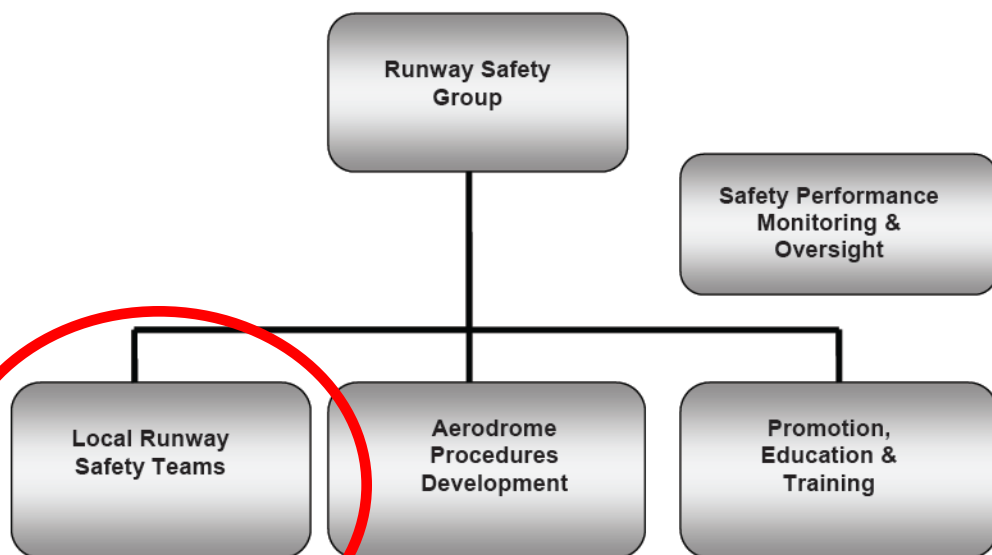 Runway Safety
Group
Safety Performance
Monitoring &
Oversight
Local Runway
Safety Teams
Aerodrome
Procedures
Development
Promotion,
Education &
Training